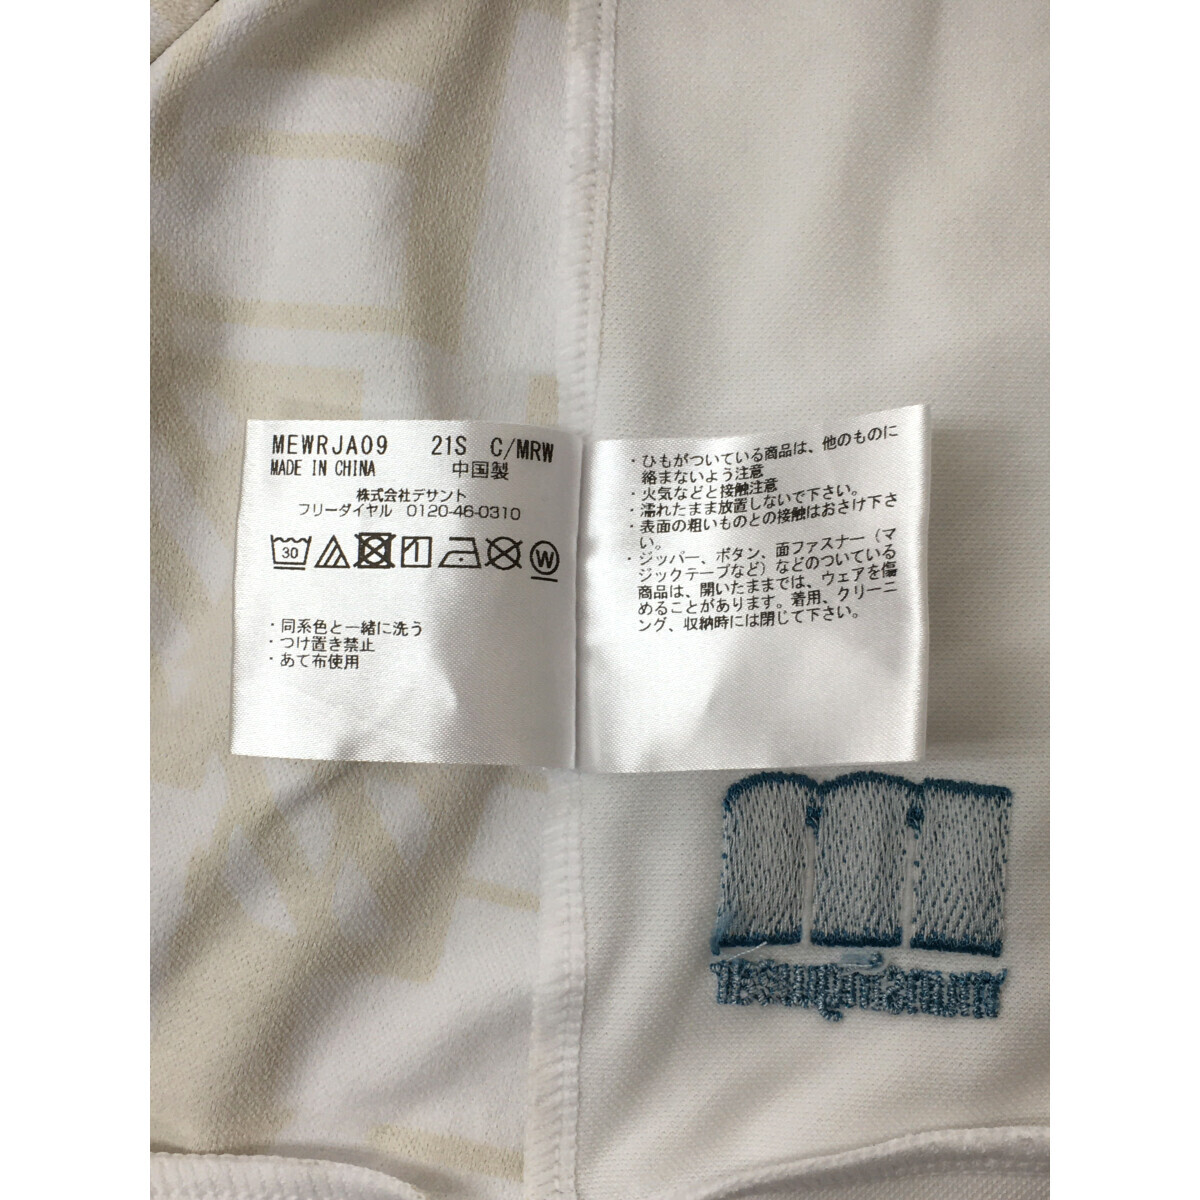 MEWRJA09 21S C/MRW
MADE IN CHINA 中国製
株式会社デサント
フリーダイヤル 0120-46-0310
30
W
・同系色と一緒に洗う
・つけ置き禁止
・あて布使用
・ひもがついている商品は、他のものに
絡まないよう注意
・火気などと接触注意
・濡れたまま放置しないで下さい。
・表面の粗いものとの接触はおさけ下さ
い。
・ジッパー、ボタン、面ファスナー（マ
ジックテープなど）などのついている
商品は、開いたままでは、ウェアを傷
めることがあります。着用、クリーニ
ング、収納時には閉じて下さい。